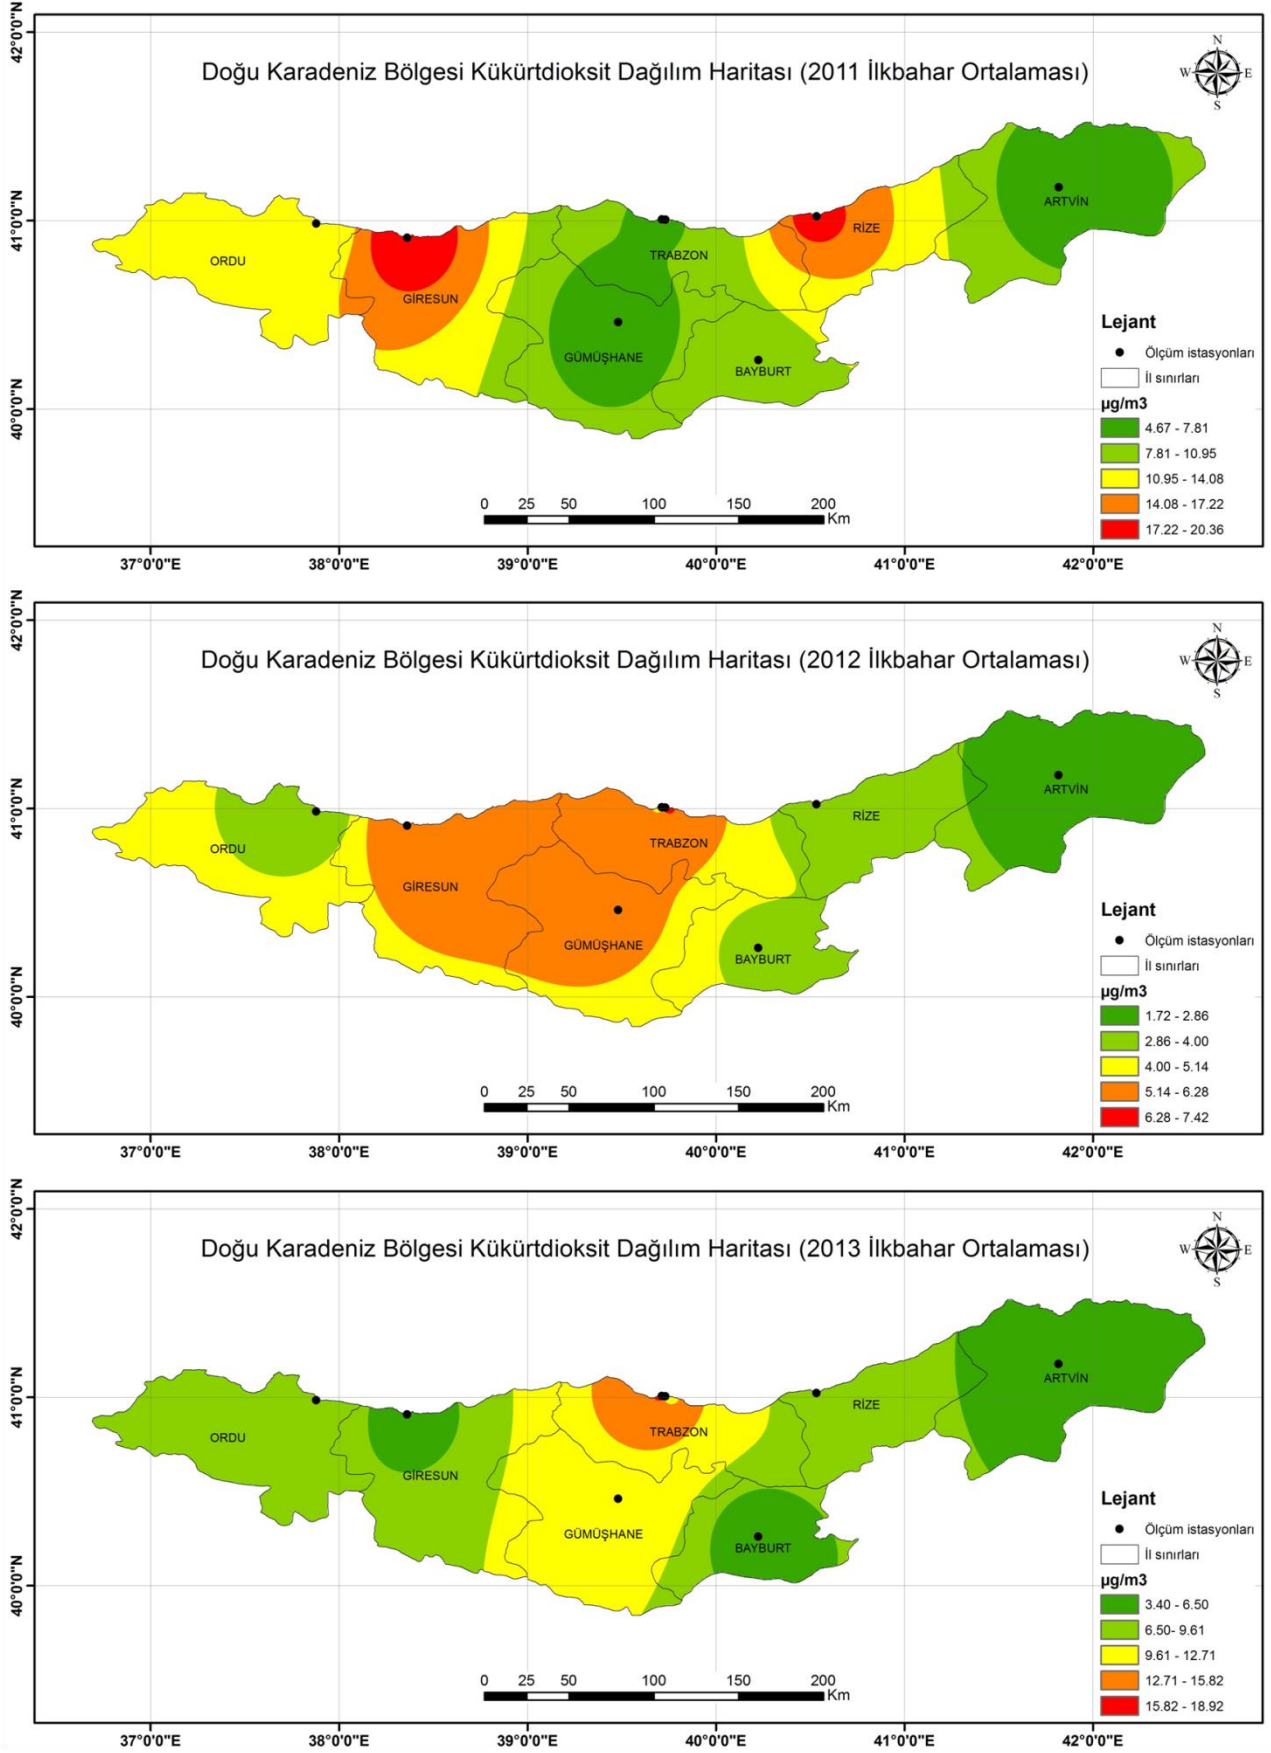 Doğu Karadeniz Bölgesi Kükürtdioksit Dağılım Haritası (2011 İlkbahar Ortalaması)
N
W E
S
42°0'0"N
41°0'0"N
40°0'0"N
ORDU
GİRESUN
GÜMÜŞHANE
TRABZON
BAYBURT
RİZE
ARTVİN
Lejant
Ölçüm istasyonları
İl sınırları
µg/m3
4.67 - 7.81
7.81 - 10.95
10.95 - 14.08
14.08 - 17.22
17.22 - 20.36
0 25 50 100 150 200
Km
37°0'0"E 38°0'0"E 39°0'0"E 40°0'0"E 41°0'0"E 42°0'0"E
Doğu Karadeniz Bölgesi Kükürtdioksit Dağılım Haritası (2012 İlkbahar Ortalaması)
N
W E
S
42°0'0"N
41°0'0"N
40°0'0"N
ORDU
GİRESUN
GÜMÜŞHANE
TRABZON
BAYBURT
RİZE
ARTVİN
Lejant
Ölçüm istasyonları
İl sınırları
µg/m3
1.72 - 2.86
2.86 - 4.00
4.00 - 5.14
5.14 - 6.28
6.28 - 7.42
0 25 50 100 150 200
Km
37°0'0"E 38°0'0"E 39°0'0"E 40°0'0"E 41°0'0"E 42°0'0"E
Doğu Karadeniz Bölgesi Kükürtdioksit Dağılım Haritası (2013 İlkbahar Ortalaması)
N
W E
S
42°0'0"N
41°0'0"N
40°0'0"N
ORDU
GİRESUN
GÜMÜŞHANE
TRABZON
BAYBURT
RİZE
ARTVİN
Lejant
Ölçüm istasyonları
İl sınırları
µg/m3
3.40 - 6.50
6.50- 9.61
9.61 - 12.71
12.71 - 15.82
15.82 - 18.92
0 25 50 100 150 200
Km
37°0'0"E 38°0'0"E 39°0'0"E 40°0'0"E 41°0'0"E 42°0'0"E